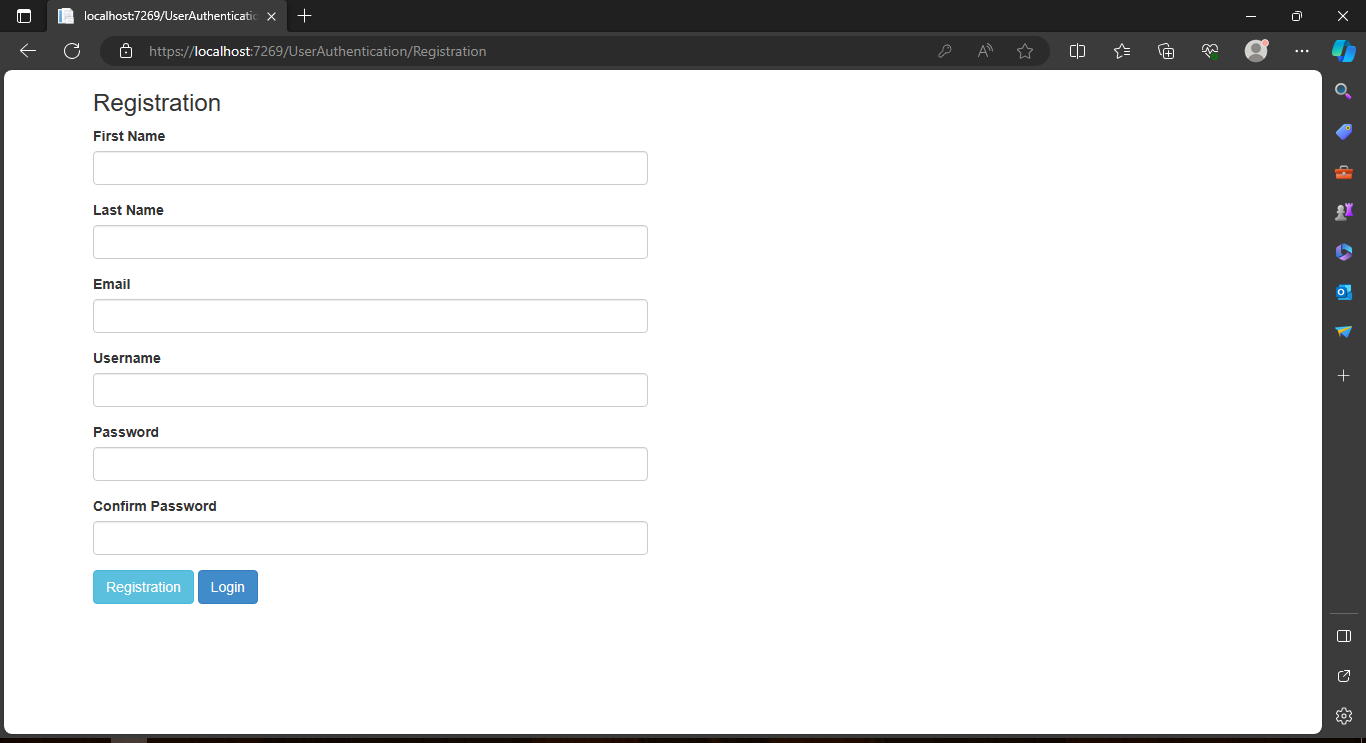 localhost:7269/UserAuthenticatic
https://localhost:7269/UserAuthentication/Registration
Registration
First Name
Last Name
Email
Username
Password
Confirm Password
Registration Login